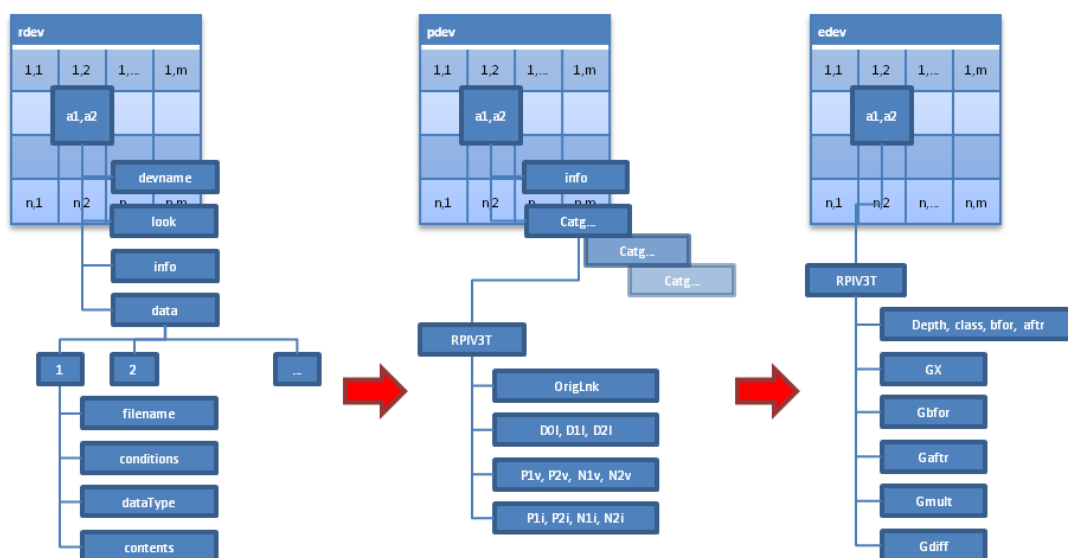 rdev
1,1 1,2 1,... 1,m
a1,a2
devname
n,1 n,2 n,m
look
info
data
1 2 ...
filename
conditions
dataType
contents
pdev
1,1 1,2 1,... 1,m
a1,a2
info
n,1 n,2 n,m
Catg...
Catg...
Catg...
RPIV3T
OrigLnk
D0I, D1I, D2I
P1v, P2v, N1v, N2v
P1i, P2i, N1i, N2i
edev
1,1 1,2 1,... 1,m
a1,a2
n,1 n,2 n,... n,m
RPIV3T
Depth, class, bfor, aftr
GX
Gbfor
Gaftr
Gmult
Gdiff